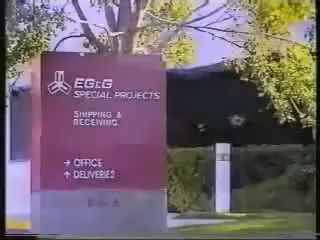 EG&G
SPECIAL PROJECTS
SHIPPING &
RECEIVING
→ OFFICE
↑ DELIVERIES